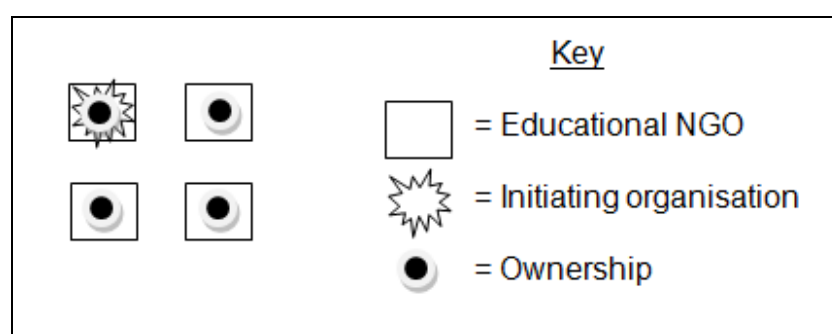 Key
= Educational NGO
= Initiating organisation
= Ownership